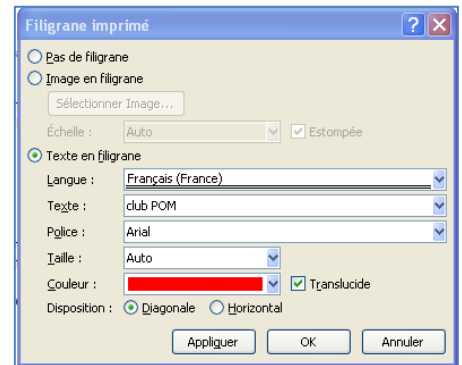 Filigrane imprimé
Pas de filigrane
Image en filigrane
Sélectionner Image...
Échelle : Auto Estompée
Texte en filigrane
Langue : Français (France)
Texte : club POM
Police : Arial
Taille : Auto
Couleur : Translucide
Disposition : Diagonale Horizontal
Appliquer OK Annuler